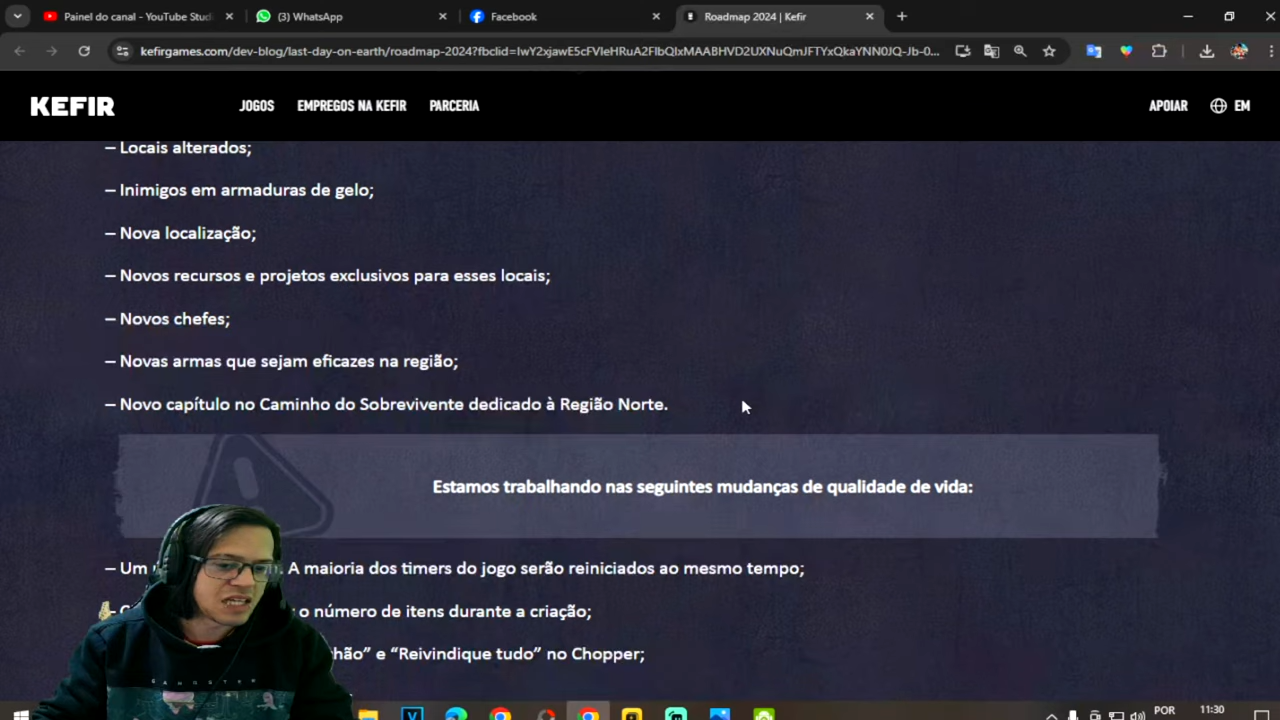 Painel do canal - YouTube Stud
(3) WhatsApp
Facebook
Roadmap 2024 | Kefir
kefirgames.com/dev-blog/last-day-on-earth/roadmap-2024?fbclid=IwY2xjawE5cFVleHRuA2FlbQIxMAABHVD2UXNuQmJFTYxQkaYNN0JQ-Jb-0...
KEFIR
JOGOS
EMPREGOS NA KEFIR
PARCERIA
APOIAR
EM
– Locais alterados;
– Inimigos em armaduras de gelo;
– Nova localização;
– Novos recursos e projetos exclusivos para esses locais;
– Novos chefes;
– Novas armas que sejam eficazes na região;
– Novo capítulo no Caminho do Sobrevivente dedicado à Região Norte.
Estamos trabalhando nas seguintes mudanças de qualidade de vida:
– Um A maioria dos timers do jogo serão reiniciados ao mesmo tempo;
o número de itens durante a criação;
e “Reivindique tudo” no Chopper;
POR
11:30